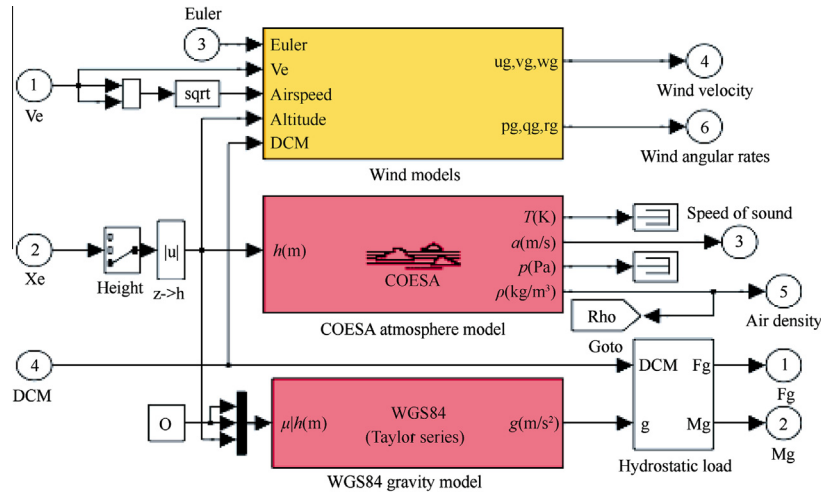 Euler
3
1
Ve
sqrt
Euler
Ve
Airspeed
Altitude
DCM
ug,vg,wg
pg,qg,rg
Wind models
4
Wind velocity
6
Wind angular rates
2
Xe
Height
|u|
z->h
h(m)
COESA
T(K)
a(m/s)
p(Pa)
ρ(kg/m³)
COESA atmosphere model
Speed of sound
3
5
Air density
Rho
Goto
4
DCM
O
μ|h(m)
WGS84
(Taylor series)
g(m/s²)
WGS84 gravity model
DCM Fg
g Mg
Hydrostatic load
1
Fg
2
Mg